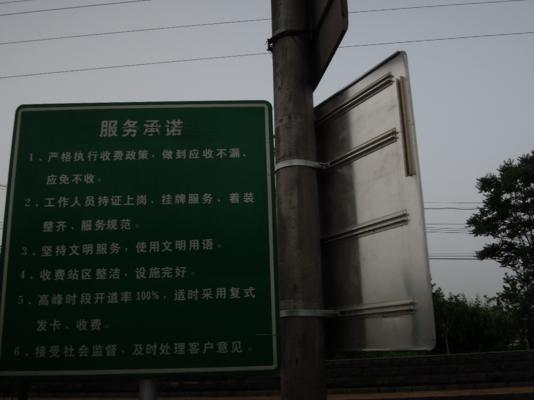 服务承诺
1、严格执行收费政策，做到应收不漏、
应免不收。
2、工作人员持证上岗、挂牌服务、着装
整齐、服务规范。
3、坚持文明服务，使用文明用语。
4、收费站区整洁，设施完好。
5、高峰时段开道率100%，适时采用复式
发卡、收费。
6、接受社会监督，及时处理客户意见。